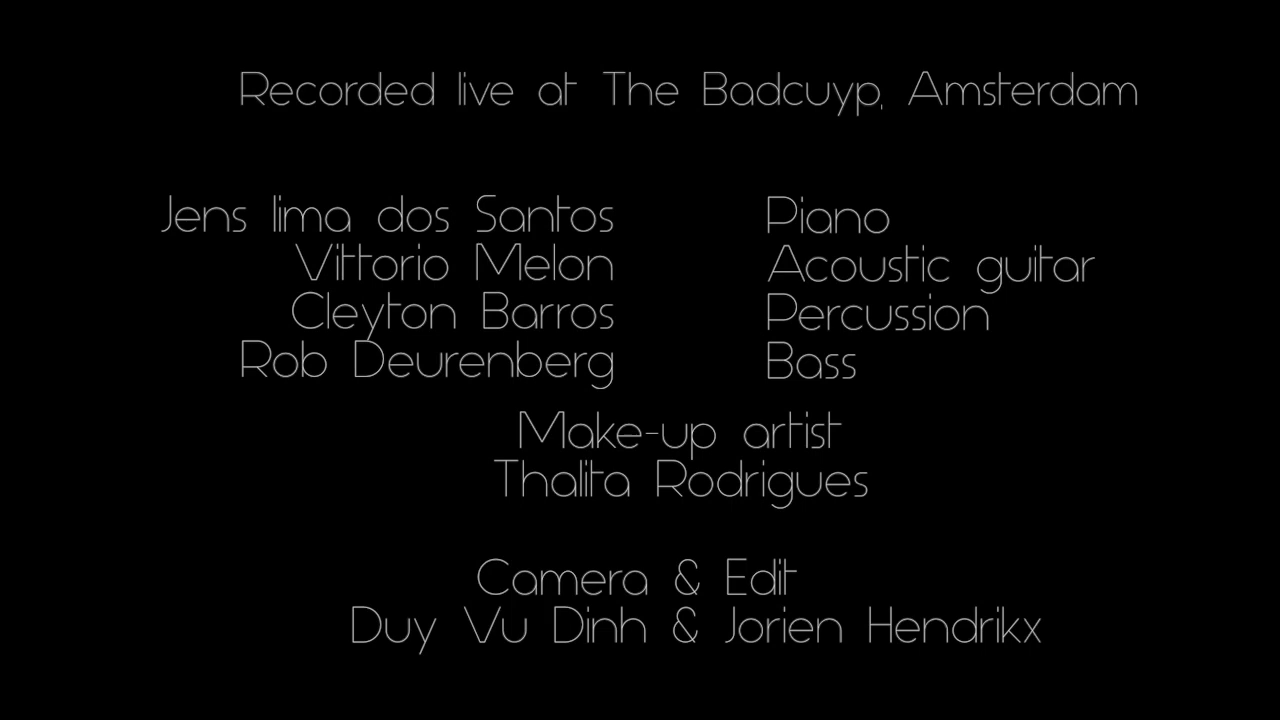 Recorded live at The Badcuyp, Amsterdam
Jens lima dos Santos Piano
Vittorio Melon Acoustic guitar
Cleyton Barros Percussion
Rob Deurenberg Bass
Make-up artist
Thalita Rodrigues
Camera & Edit
Duy Vu Dinh & Jorien Hendrikx